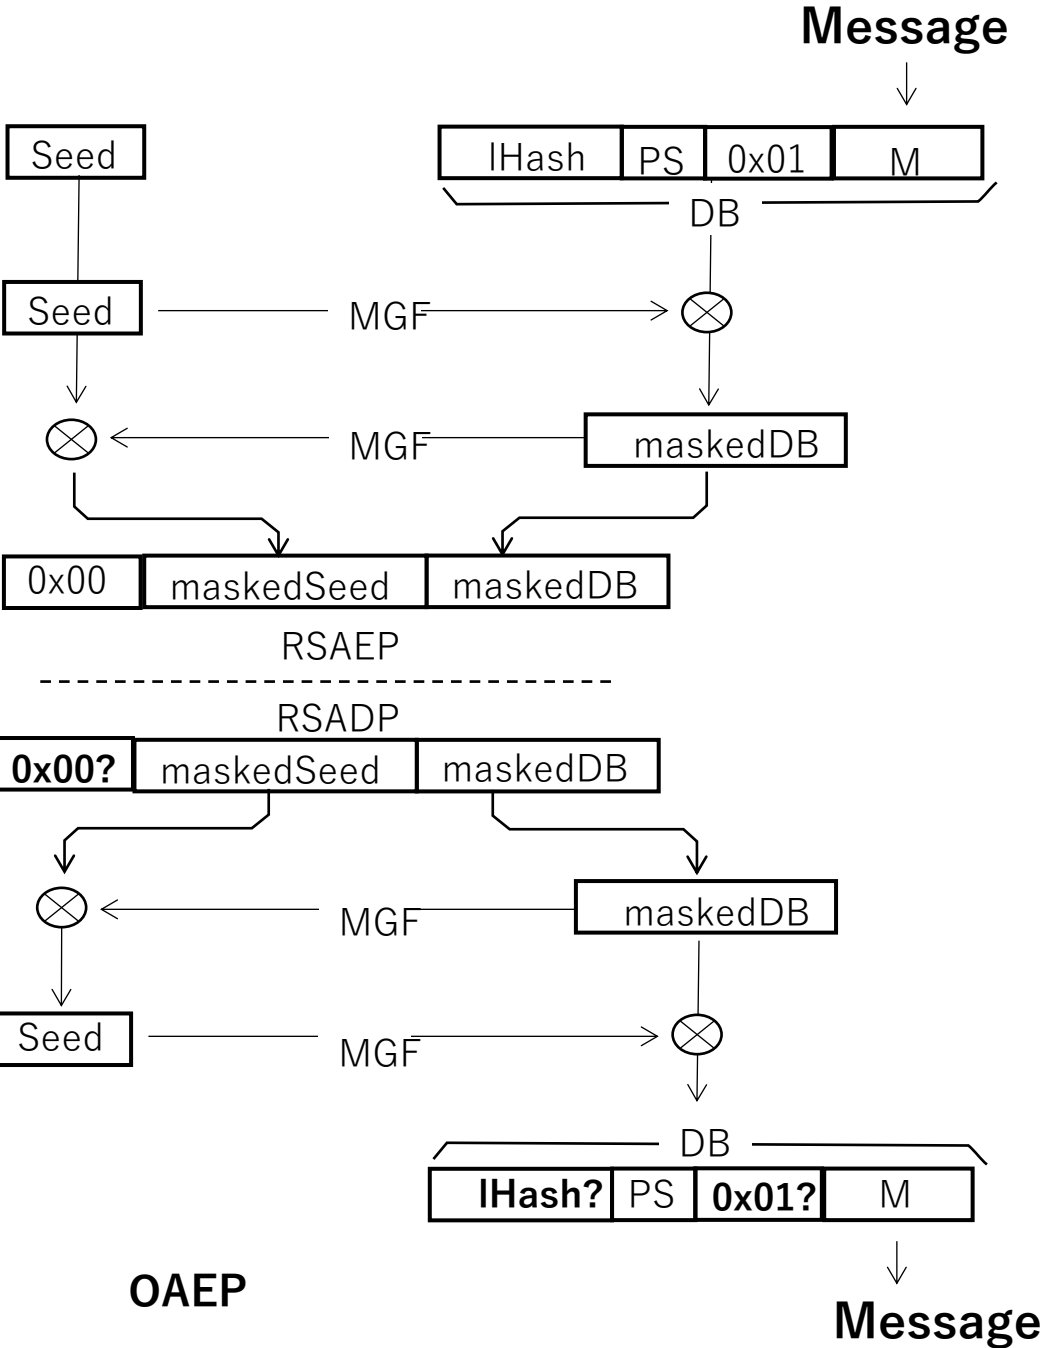 Message
Seed
lHash PS 0x01 M
DB
Seed MGF
MGF maskedDB
0x00 maskedSeed maskedDB
RSAEP
RSADP
0x00? maskedSeed maskedDB
MGF maskedDB
Seed MGF
DB
lHash? PS 0x01? M
OAEP
Message